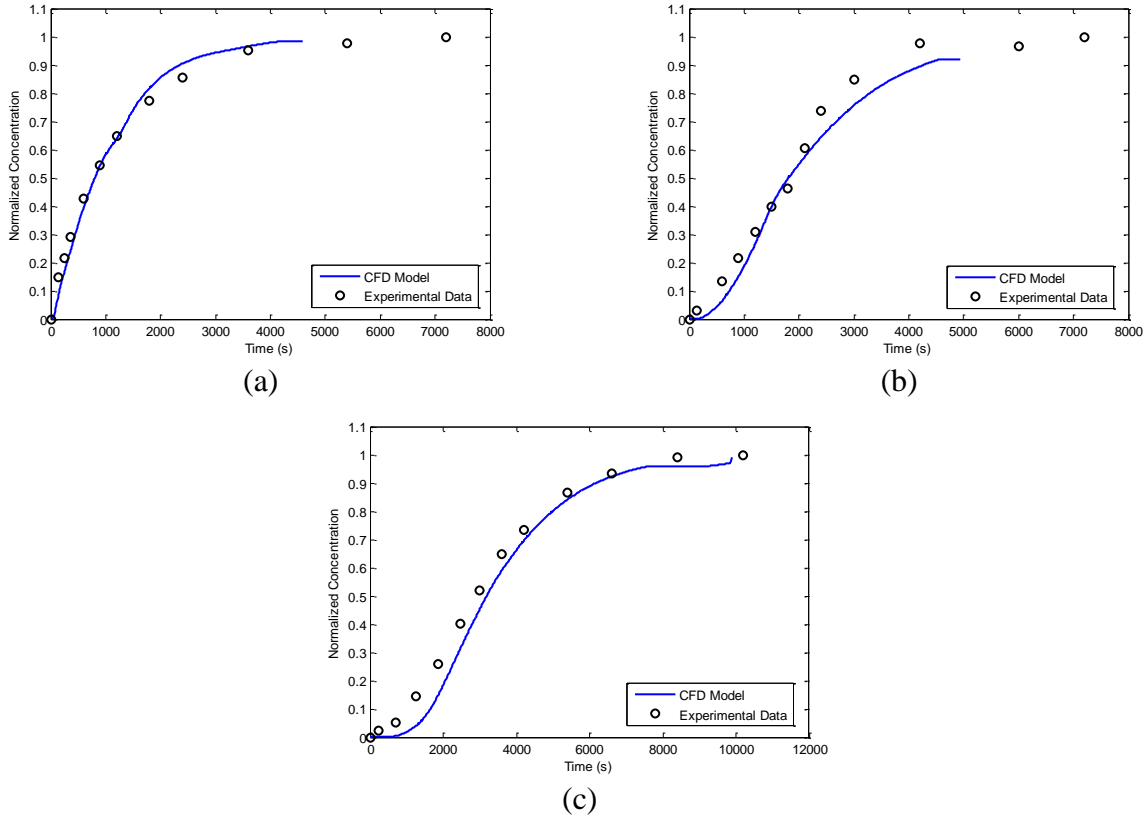 1.1
1
0.9
0.8
0.7
0.6
0.5
0.4
0.3
0.2
0.1
0
Normalized Concentration
0 1000 2000 3000 4000 5000 6000 7000 8000
Time (s)
CFD Model
Experimental Data
(a)
1.1
1
0.9
0.8
0.7
0.6
0.5
0.4
0.3
0.2
0.1
0
Normalized Concentration
0 1000 2000 3000 4000 5000 6000 7000 8000
Time (s)
CFD Model
Experimental Data
(b)
1.1
1
0.9
0.8
0.7
0.6
0.5
0.4
0.3
0.2
0.1
0
Normalized Concentration
0 2000 4000 6000 8000 10000 12000
Time (s)
CFD Model
Experimental Data
(c)